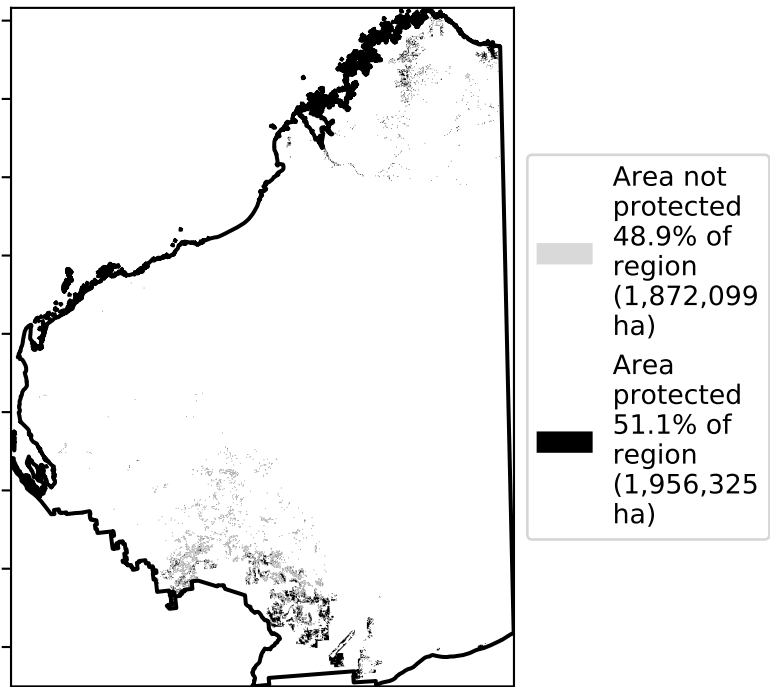 Area not
protected
48.9% of
region
(1,872,099
ha)
Area
protected
51.1% of
region
(1,956,325
ha)